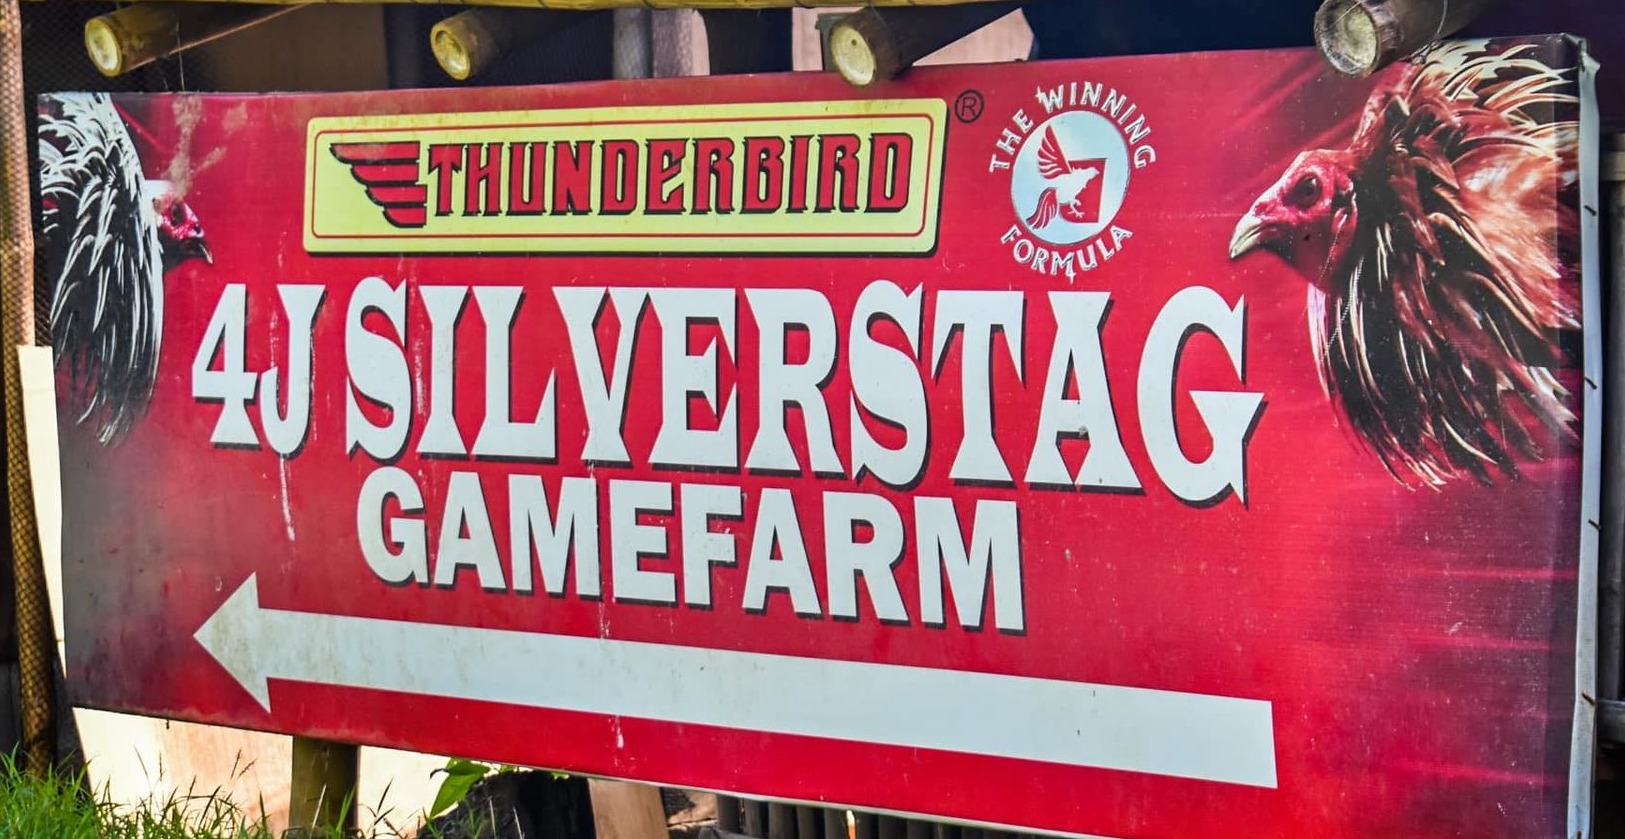 THUNDERBIRD ®
THE WINNING
FORMULA
4J SILVERSTAG
GAMEFARM